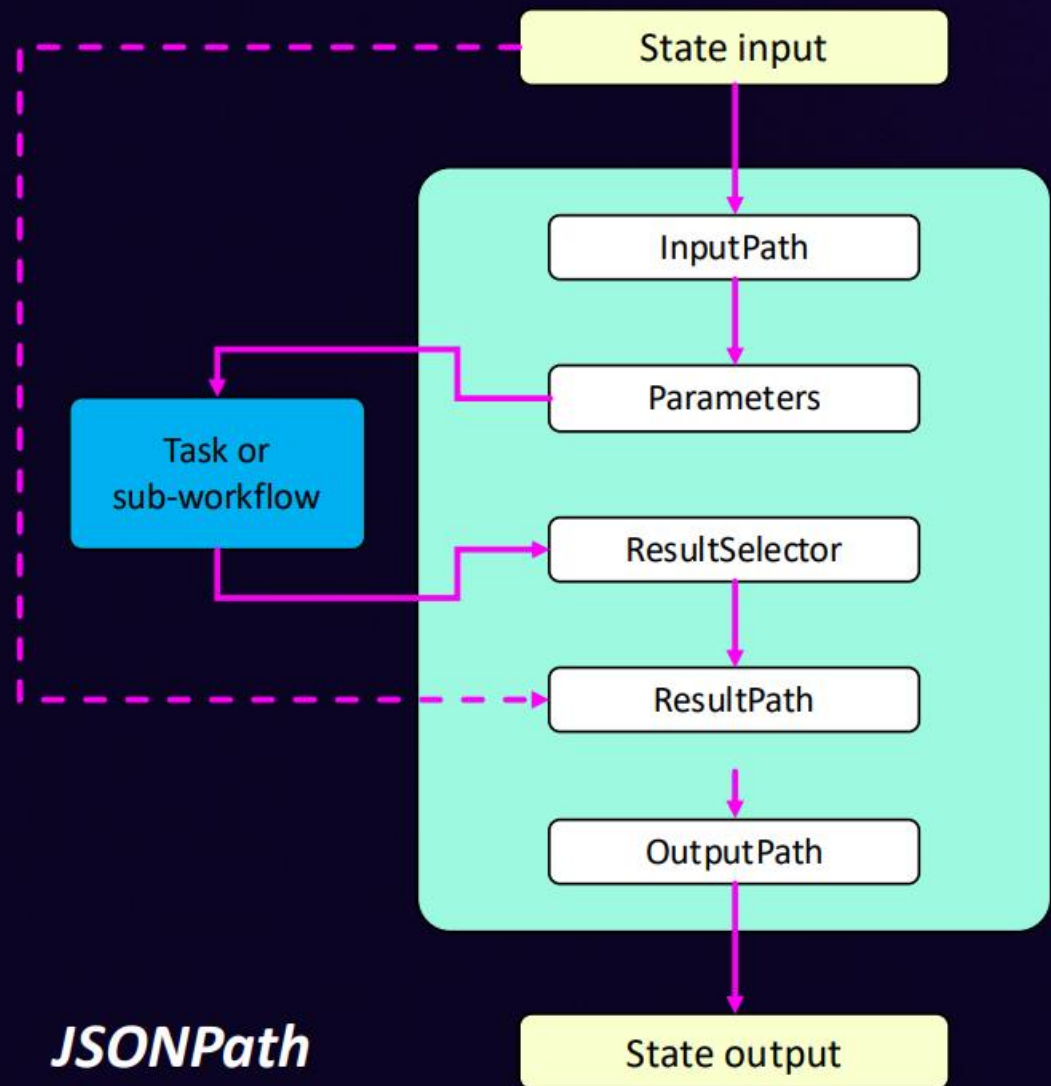 State input
InputPath
Parameters
Task or
sub-workflow
ResultSelector
ResultPath
OutputPath
JSONPath
State output